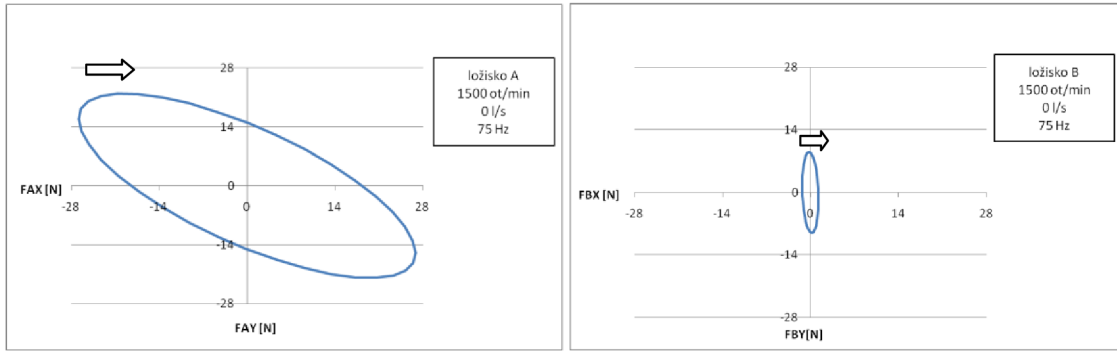 28
14
0
-14
-28
-28
-14
0
14
28
FAX [N]
FAY [N]
ložisko A
1500 ot/min
0 l/s
75 Hz
28
14
0
-14
-28
-28
-14
0
14
28
FBX [N]
FBY[N]
ložisko B
1500 ot/min
0 l/s
75 Hz